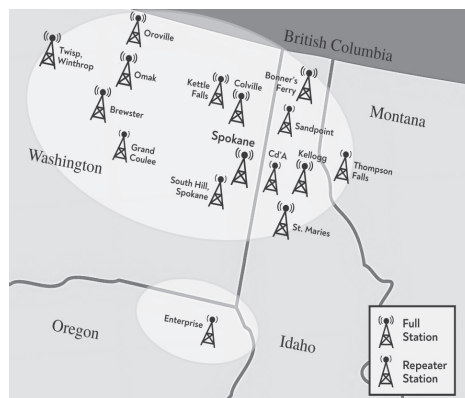 Oroville
British Columbia
Twisp,
Winthrop
Omak
Kettle
Falls
Colville
Bonner's
Ferry
Montana
Brewster
Sandpoint
Spokane
Grand
Coulee
Washington
Cd'A
Kellogg
Thompson
Falls
South Hill,
Spokane
St. Maries
Enterprise
Oregon
Idaho
Full
Station
Repeater
Station